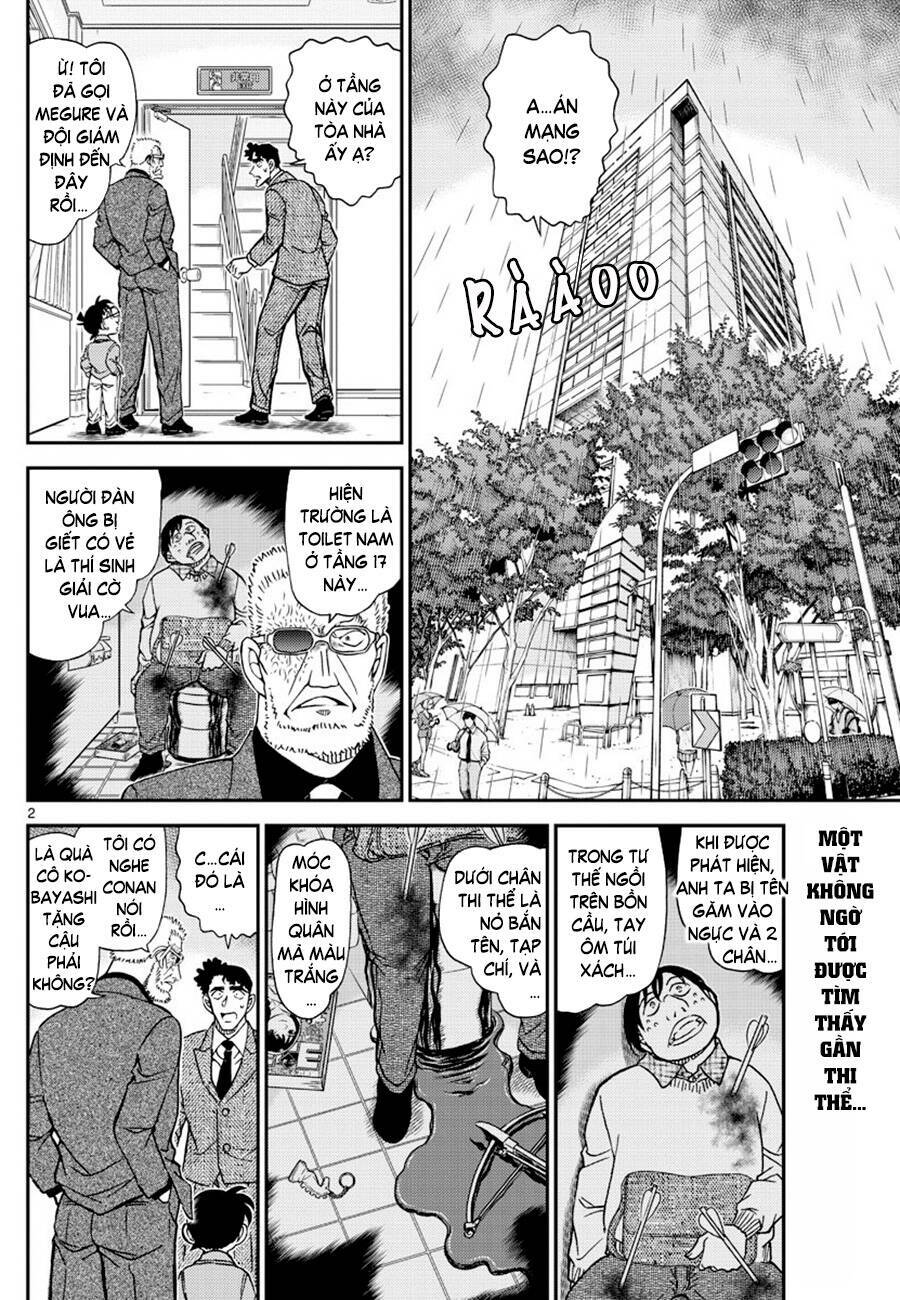 A...ÁN
MẠNG
SAO!?
RÀÀOO
Ở TẦNG
NÀY CỦA
TÒA NHÀ
ẤY Ạ?
Ừ! TÔI
ĐÃ GỌI
MEGURE VÀ
ĐỘI GIÁM
ĐỊNH ĐẾN
ĐÂY RỒI...
非常口
HIỆN
TRƯỜNG LÀ
TOILET NAM
Ở TẦNG 17
NÀY...
NGƯỜI ĐÀN
ÔNG BỊ
GIẾT CÓ VẺ
LÀ THÍ SINH
GIẢI CỜ
VUA...
2
MỘT
VẬT
KHÔNG
NGỜ
TỚI
ĐƯỢC
TÌM
THẤY
GẦN
THI
THỂ...
KHI ĐƯỢC
PHÁT HIỆN,
ANH TA BỊ TÊN
GĂM VÀO
NGỰC VÀ 2
CHÂN...
TRONG TƯ
THẾ NGỒI
TRÊN BỒN
CẦU, TAY
ÔM TÚI
XÁCH...
DƯỚI CHÂN
THI THỂ LÀ
NỎ BẮN
TÊN, TẠP
CHÍ, VÀ
...
MÓC
KHÓA
HÌNH
QUÂN
MÃ MÀU
TRẮNG
...
C...CÁI
ĐÓ LÀ
...
TÔI CÓ
NGHE
CONAN
NÓI
RỒI...
LÀ QUÀ
CÔ KO-
BAYASHI
TẶNG
CẬU PHẢI
KHÔNG?